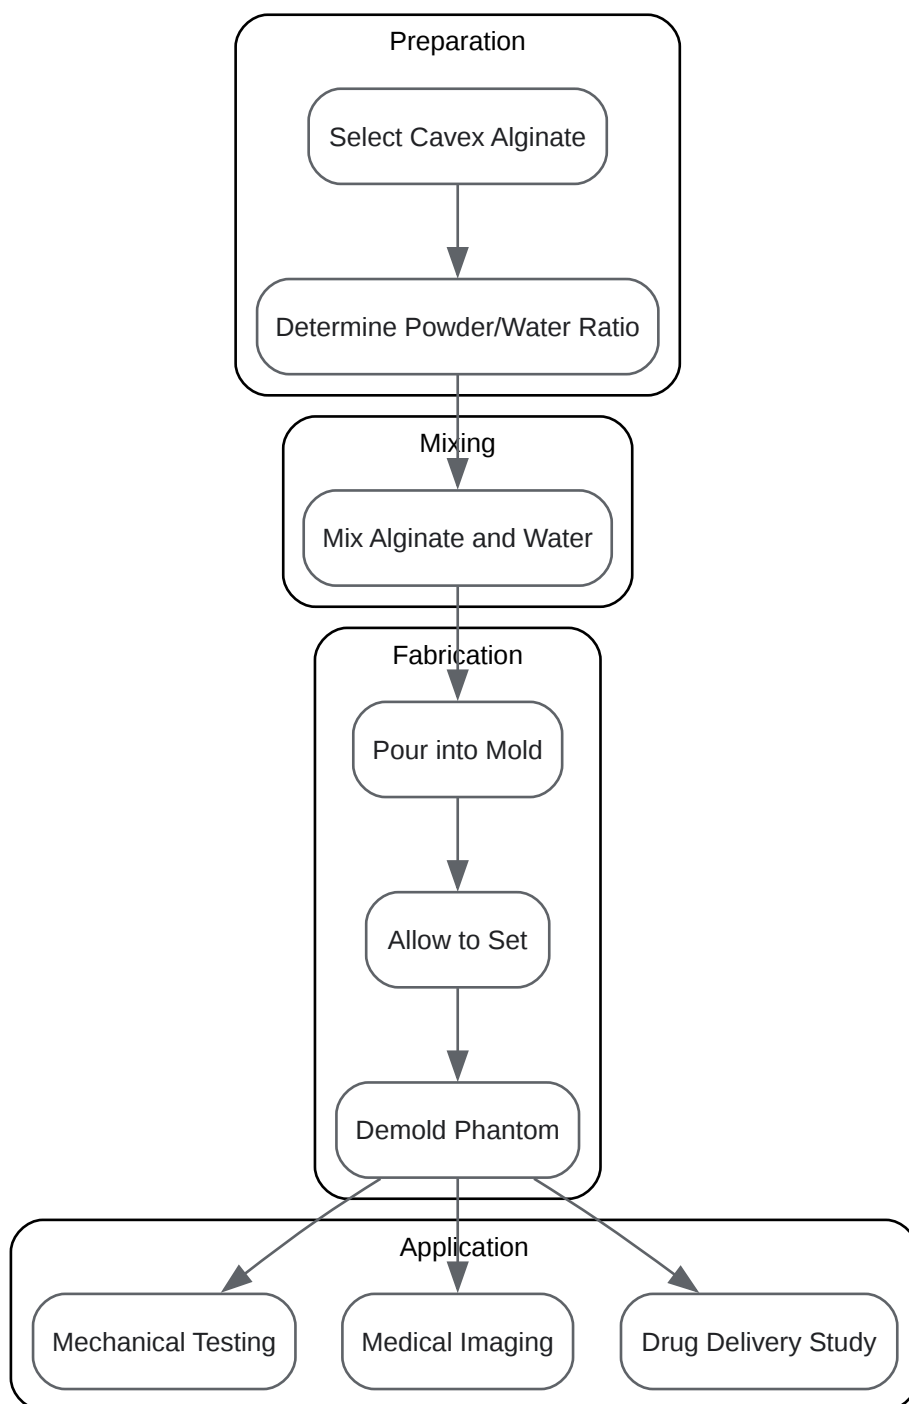 Preparation
Select Cavex Alginate
Determine Powder/Water Ratio
Mixing
Mix Alginate and Water
Fabrication
Pour into Mold
Allow to Set
Demold Phantom
Application
Mechanical Testing
Medical Imaging
Drug Delivery Study